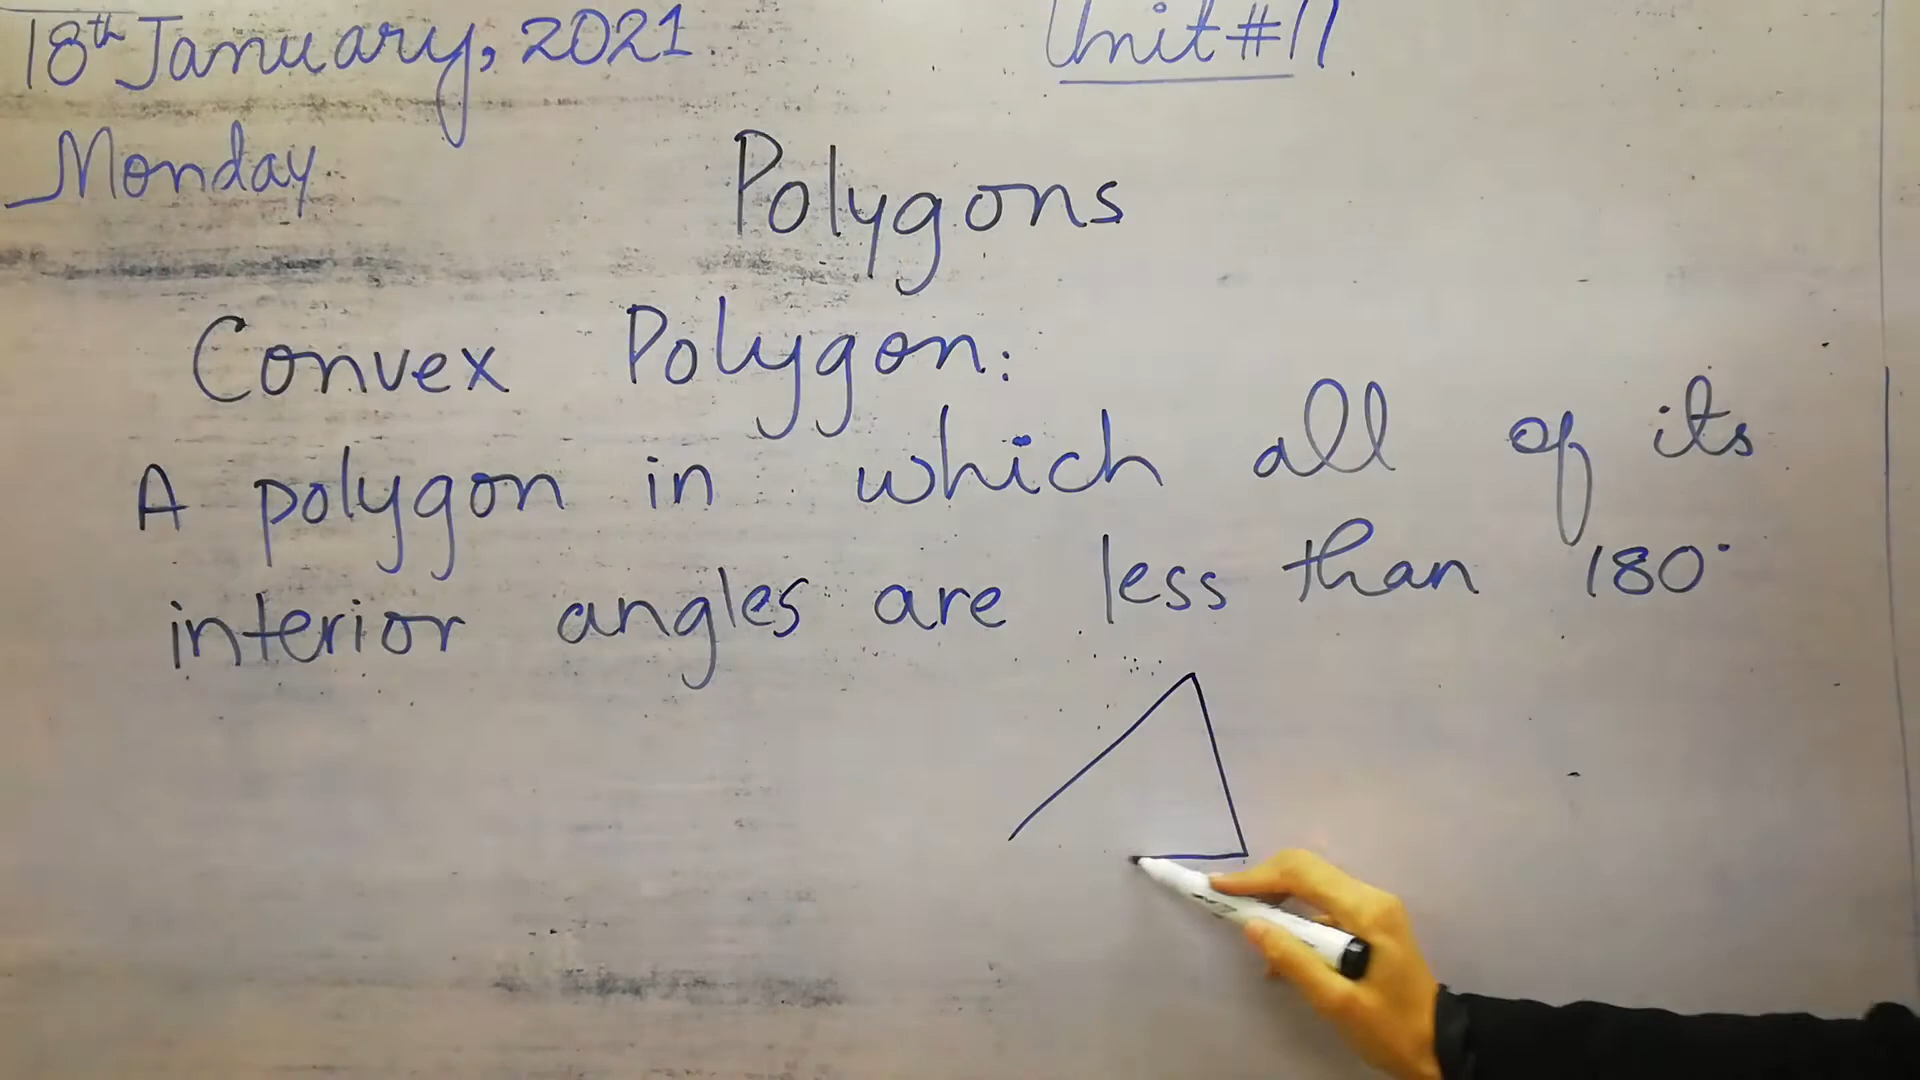 18th January, 2021
Unit #11
Monday
Polygons
Convex Polygon:
A polygon in which all of its
interior angles are less than 180°